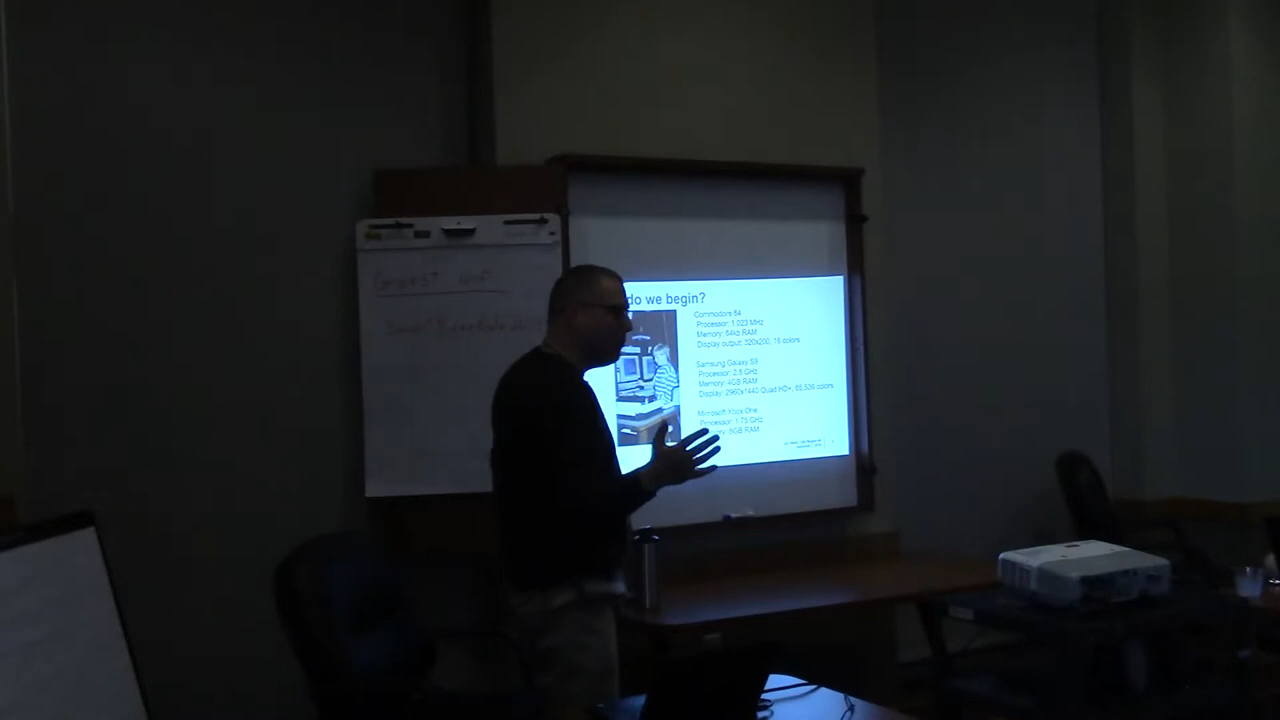 Guest Wifi
do we begin?
Commodore 64
Processor: 1.023 MHz
Memory: 64kb RAM
Display output: 320x200, 16 colors
Samsung Galaxy S9
Processor: 2.8 GHz
Memory: 4GB RAM
Display: 2960x1440 Quad HD+, 65,536 colors
Microsoft Xbox One
Processor: 1.75 GHz
8GB RAM